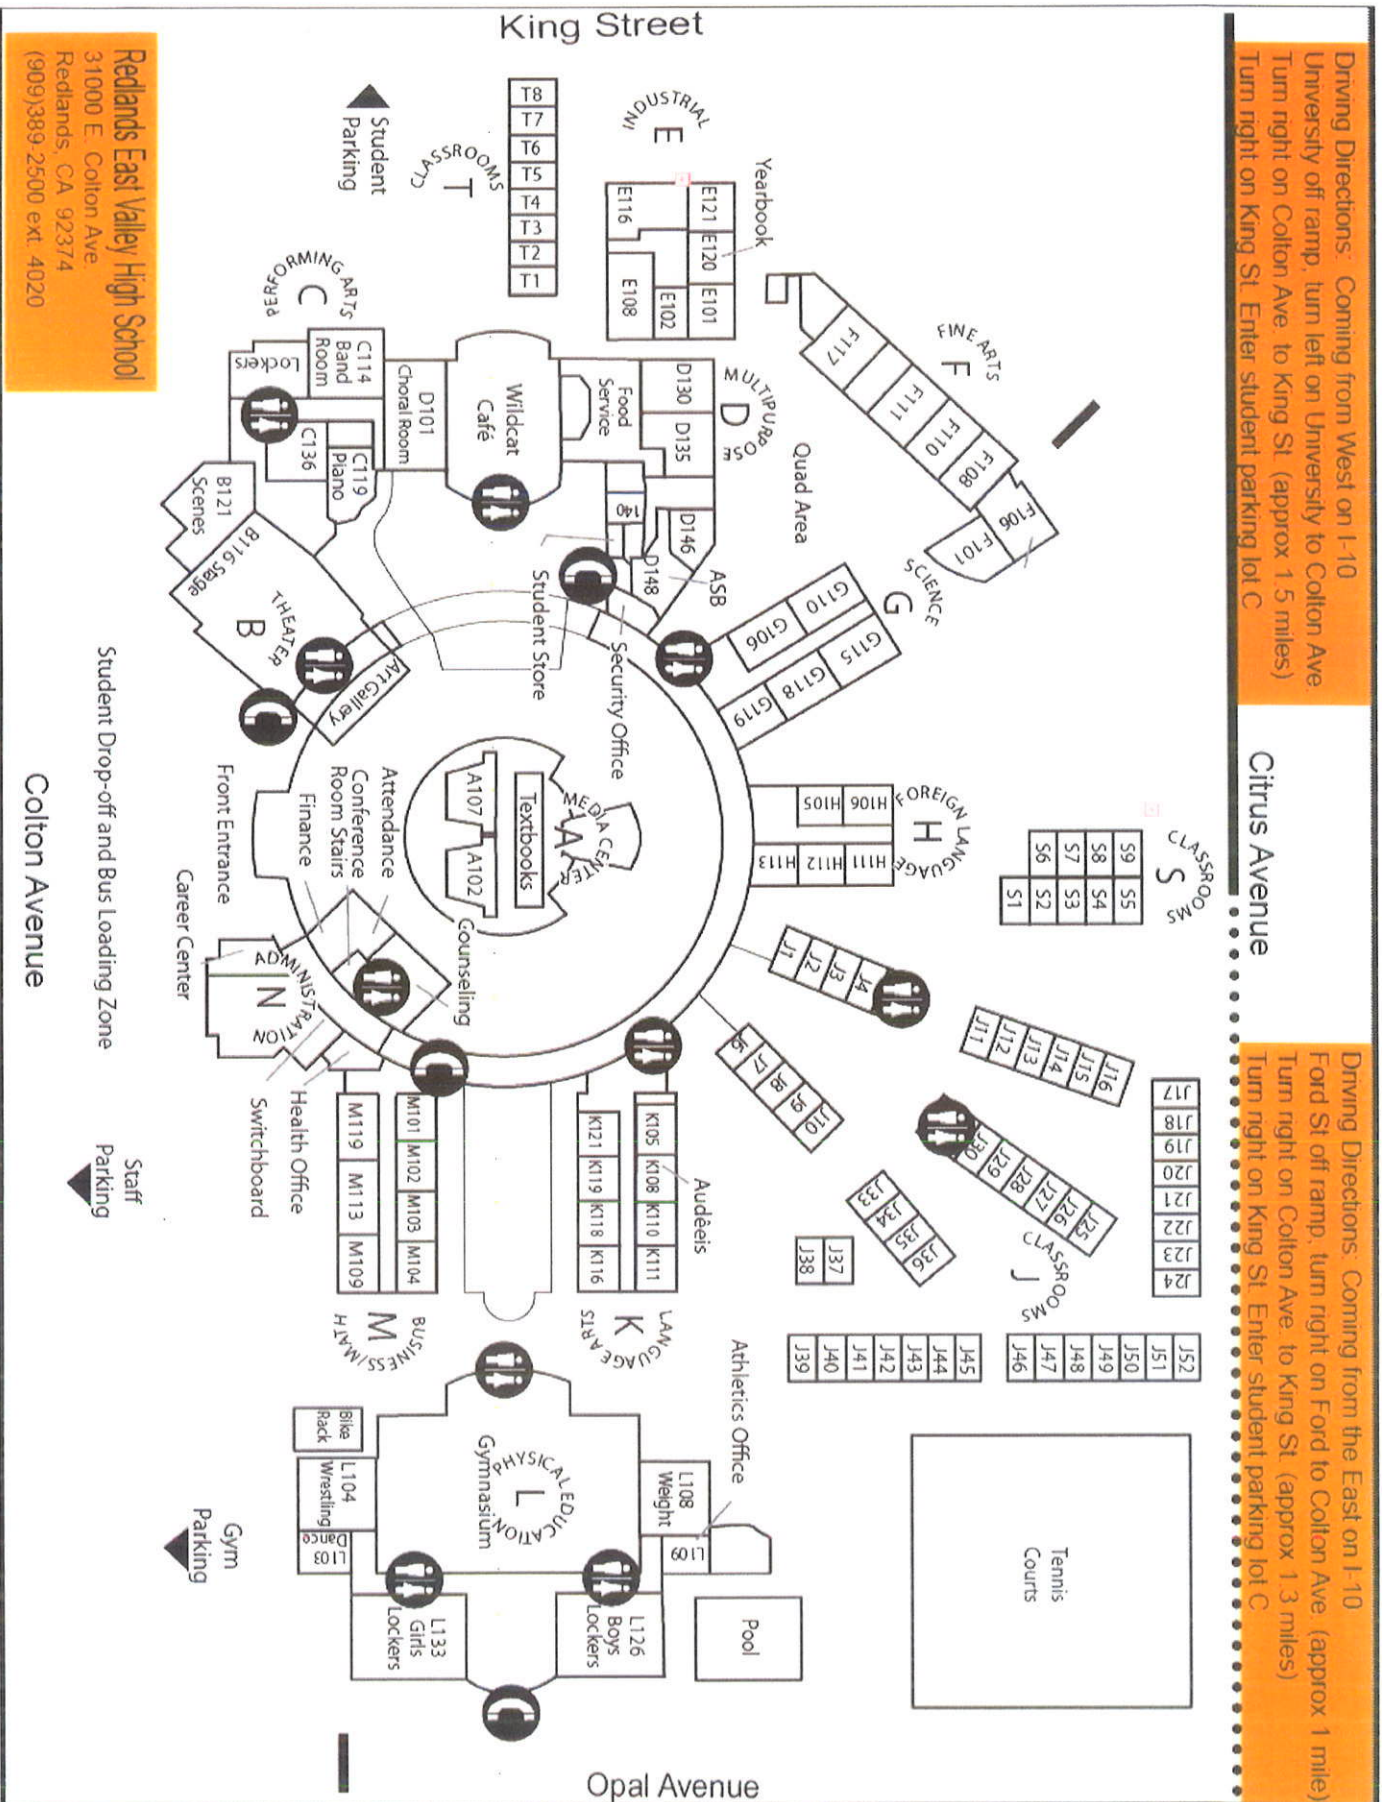 Driving Directions: Coming from West on I-10
University off ramp, turn left on University to Colton Ave.
Turn right on Colton Ave. to King St. (approx 1.5 miles)
Turn right on King St. Enter student parking lot C
Driving Directions: Coming from the East on I-10
Ford St off ramp, turn right on Ford to Colton Ave. (approx 1 mile)
Turn right on Colton Ave. to King St. (approx 1.3 miles)
Turn right on King St. Enter student parking lot C
Citrus Avenue
King Street
Opal Avenue
Colton Avenue
CLASSROOMS
S
S9
S8
S7
S6
S5
S4
S3
S2
S1
J17
J18
J19
J20
J21
J22
J23
J24
J52
J51
J50
J49
J48
J47
J46
J45
J44
J43
J42
J41
J40
J39
J16
J15
J14
J13
J12
J11
J25
J26
J27
J28
J29
J30
CLASSROOMS
J
J33
J34
J35
J36
J37
J38
J4
J3
J2
J1
J6
J7
J8
J9
J10
Tennis
Courts
FINE ARTS
F
F117
F111
F110
F108
F106
F101
SCIENCE
G
G110
G106
G115
G118
G119
FOREIGN LANGUAGE
H
H106
H105
H111
H112
H113
Quad Area
Yearbook
INDUSTRIAL
E
E121
E120
E101
E116
E102
E108
MULTIPURPOSE
D
D130
D135
D146
D148
140
ASB
Food
Service
Wildcat
Café
D101
Choral Room
Student Store
Security Office
T8
T7
T6
T5
T4
T3
T2
T1
CLASSROOMS
T
Student
Parking
PERFORMING ARTS
C
C114
Band
Room
Lockers
C136
C119
Piano
B121
Scenes
B116 Stage
THEATER
B
Art Gallery
MEDIA CENTER
A
Textbooks
A107
A102
Counseling
Attendance
Conference
Room Stairs
Finance
Front Entrance
Career Center
ADMINISTRATION
N
Health Office
Switchboard
Audêeis
K105
K108
K110
K111
K121
K119
K118
K116
LANGUAGE ARTS
K
M101
M102
M103
M104
M119
M113
M109
BUSINESS/MATH
M
Athletics Office
L108
Weight
L109
Pool
PHYSICAL EDUCATION
L
Gymnasium
L126
Boys
Lockers
L133
Girls
Lockers
Bike
Rack
L104
Wrestling
L103
Dance
Student Drop-off and Bus Loading Zone
Staff
Parking
Gym
Parking
Redlands East Valley High School
31000 E. Colton Ave.
Redlands, CA 92374
(909)389-2500 ext. 4020